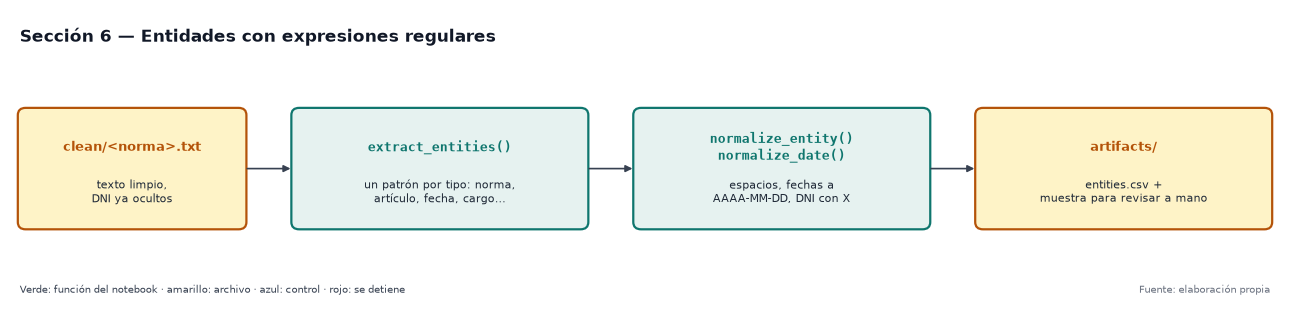 Sección 6 — Entidades con expresiones regulares
clean/<norma>.txt
texto limpio,
DNI ya ocultos
extract_entities()
un patrón por tipo: norma,
artículo, fecha, cargo...
normalize_entity()
normalize_date()
espacios, fechas a
AAAA-MM-DD, DNI con X
artifacts/
entities.csv +
muestra para revisar a mano
Verde: función del notebook · amarillo: archivo · azul: control · rojo: se detiene
Fuente: elaboración propia